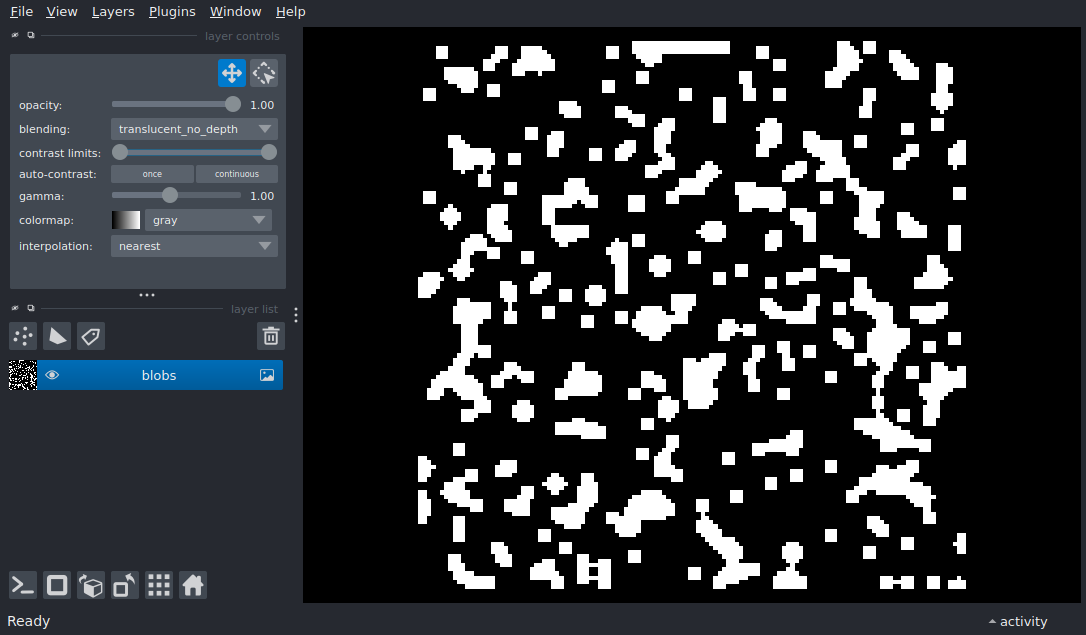 File View Layers Plugins Window Help
layer controls
opacity: 1.00
blending: translucent_no_depth
contrast limits:
auto-contrast: once continuous
gamma: 1.00
colormap: gray
interpolation: nearest
layer list
blobs
Ready activity